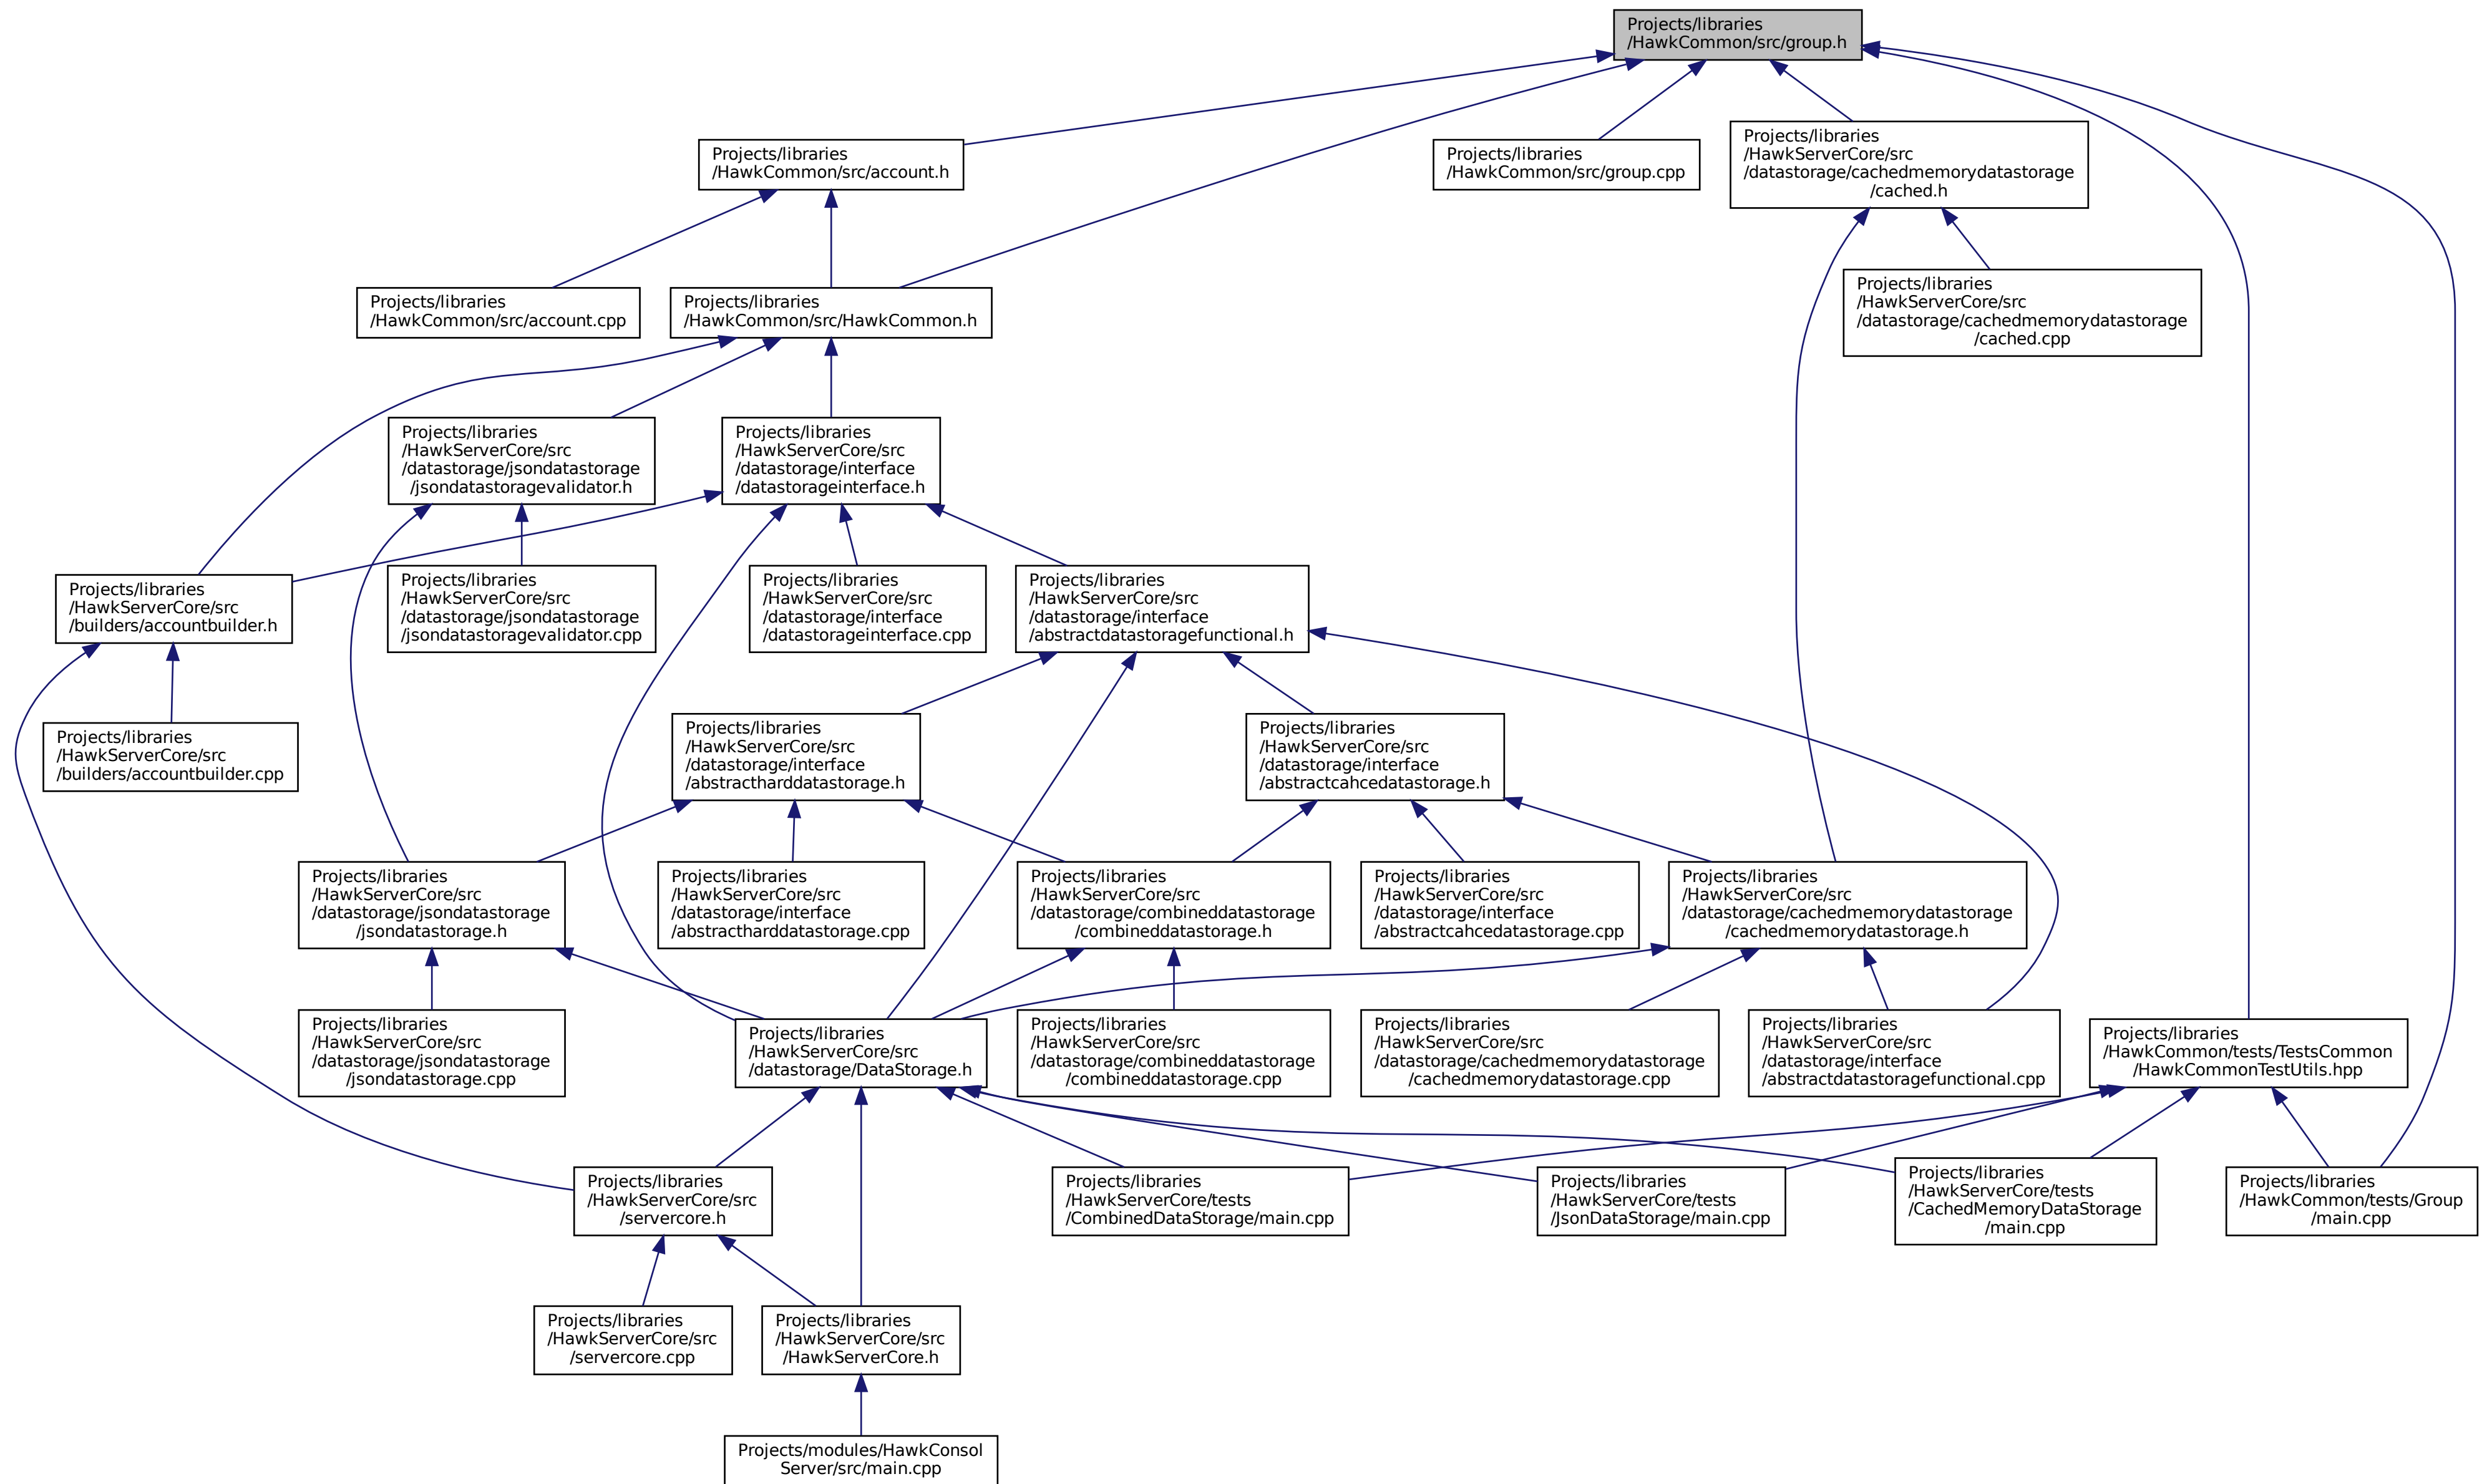 Projects/libraries
/HawkCommon/src/group.h
Projects/libraries
/HawkCommon/src/account.h
Projects/libraries
/HawkCommon/src/group.cpp
Projects/libraries
/HawkServerCore/src
/datastorage/cachedmemorydatastorage
/cached.h
Projects/libraries
/HawkCommon/src/account.cpp
Projects/libraries
/HawkCommon/src/HawkCommon.h
Projects/libraries
/HawkServerCore/src
/datastorage/cachedmemorydatastorage
/cached.cpp
Projects/libraries
/HawkServerCore/src
/datastorage/jsondatastorage
/jsondatastoragevalidator.h
Projects/libraries
/HawkServerCore/src
/datastorage/interface
/datastorageinterface.h
Projects/libraries
/HawkServerCore/src
/builders/accountbuilder.h
Projects/libraries
/HawkServerCore/src
/datastorage/jsondatastorage
/jsondatastoragevalidator.cpp
Projects/libraries
/HawkServerCore/src
/datastorage/interface
/datastorageinterface.cpp
Projects/libraries
/HawkServerCore/src
/datastorage/interface
/abstractdatastoragefunctional.h
Projects/libraries
/HawkServerCore/src
/builders/accountbuilder.cpp
Projects/libraries
/HawkServerCore/src
/datastorage/interface
/abstractharddatastorage.h
Projects/libraries
/HawkServerCore/src
/datastorage/interface
/abstractcahcedatastorage.h
Projects/libraries
/HawkServerCore/src
/datastorage/jsondatastorage
/jsondatastorage.h
Projects/libraries
/HawkServerCore/src
/datastorage/interface
/abstractharddatastorage.cpp
Projects/libraries
/HawkServerCore/src
/datastorage/combineddatastorage
/combineddatastorage.h
Projects/libraries
/HawkServerCore/src
/datastorage/interface
/abstractcahcedatastorage.cpp
Projects/libraries
/HawkServerCore/src
/datastorage/cachedmemorydatastorage
/cachedmemorydatastorage.h
Projects/libraries
/HawkServerCore/src
/datastorage/jsondatastorage
/jsondatastorage.cpp
Projects/libraries
/HawkServerCore/src
/datastorage/DataStorage.h
Projects/libraries
/HawkServerCore/src
/datastorage/combineddatastorage
/combineddatastorage.cpp
Projects/libraries
/HawkServerCore/src
/datastorage/cachedmemorydatastorage
/cachedmemorydatastorage.cpp
Projects/libraries
/HawkServerCore/src
/datastorage/interface
/abstractdatastoragefunctional.cpp
Projects/libraries
/HawkCommon/tests/TestsCommon
/HawkCommonTestUtils.hpp
Projects/libraries
/HawkServerCore/src
/servercore.h
Projects/libraries
/HawkServerCore/tests
/CombinedDataStorage/main.cpp
Projects/libraries
/HawkServerCore/tests
/JsonDataStorage/main.cpp
Projects/libraries
/HawkServerCore/tests
/CachedMemoryDataStorage
/main.cpp
Projects/libraries
/HawkCommon/tests/Group
/main.cpp
Projects/libraries
/HawkServerCore/src
/servercore.cpp
Projects/libraries
/HawkServerCore/src
/HawkServerCore.h
Projects/modules/HawkConsol
Server/src/main.cpp